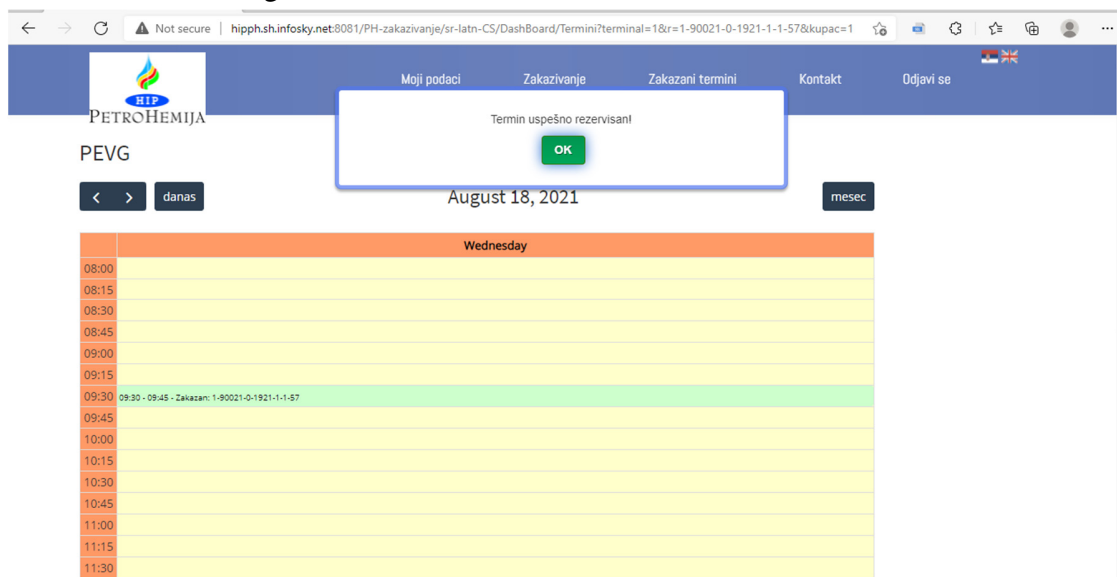 Not secure | hipph.sh.infosky.net:8081/PH-zakazivanje/sr-latn-CS/DashBoard/Termini?terminal=1&r=1-90021-0-1921-1-1-57&kupac=1
HIP
PETROHEMIJA
Moji podaci Zakazivanje Zakazani termini Kontakt Odjavi se
Termin uspešno rezervisan!
OK
PEVG
danas
August 18, 2021
mesec
Wednesday
08:00
08:15
08:30
08:45
09:00
09:15
09:30 09:30 - 09:45 - Zakazan: 1-90021-0-1921-1-1-57
09:45
10:00
10:15
10:30
10:45
11:00
11:15
11:30